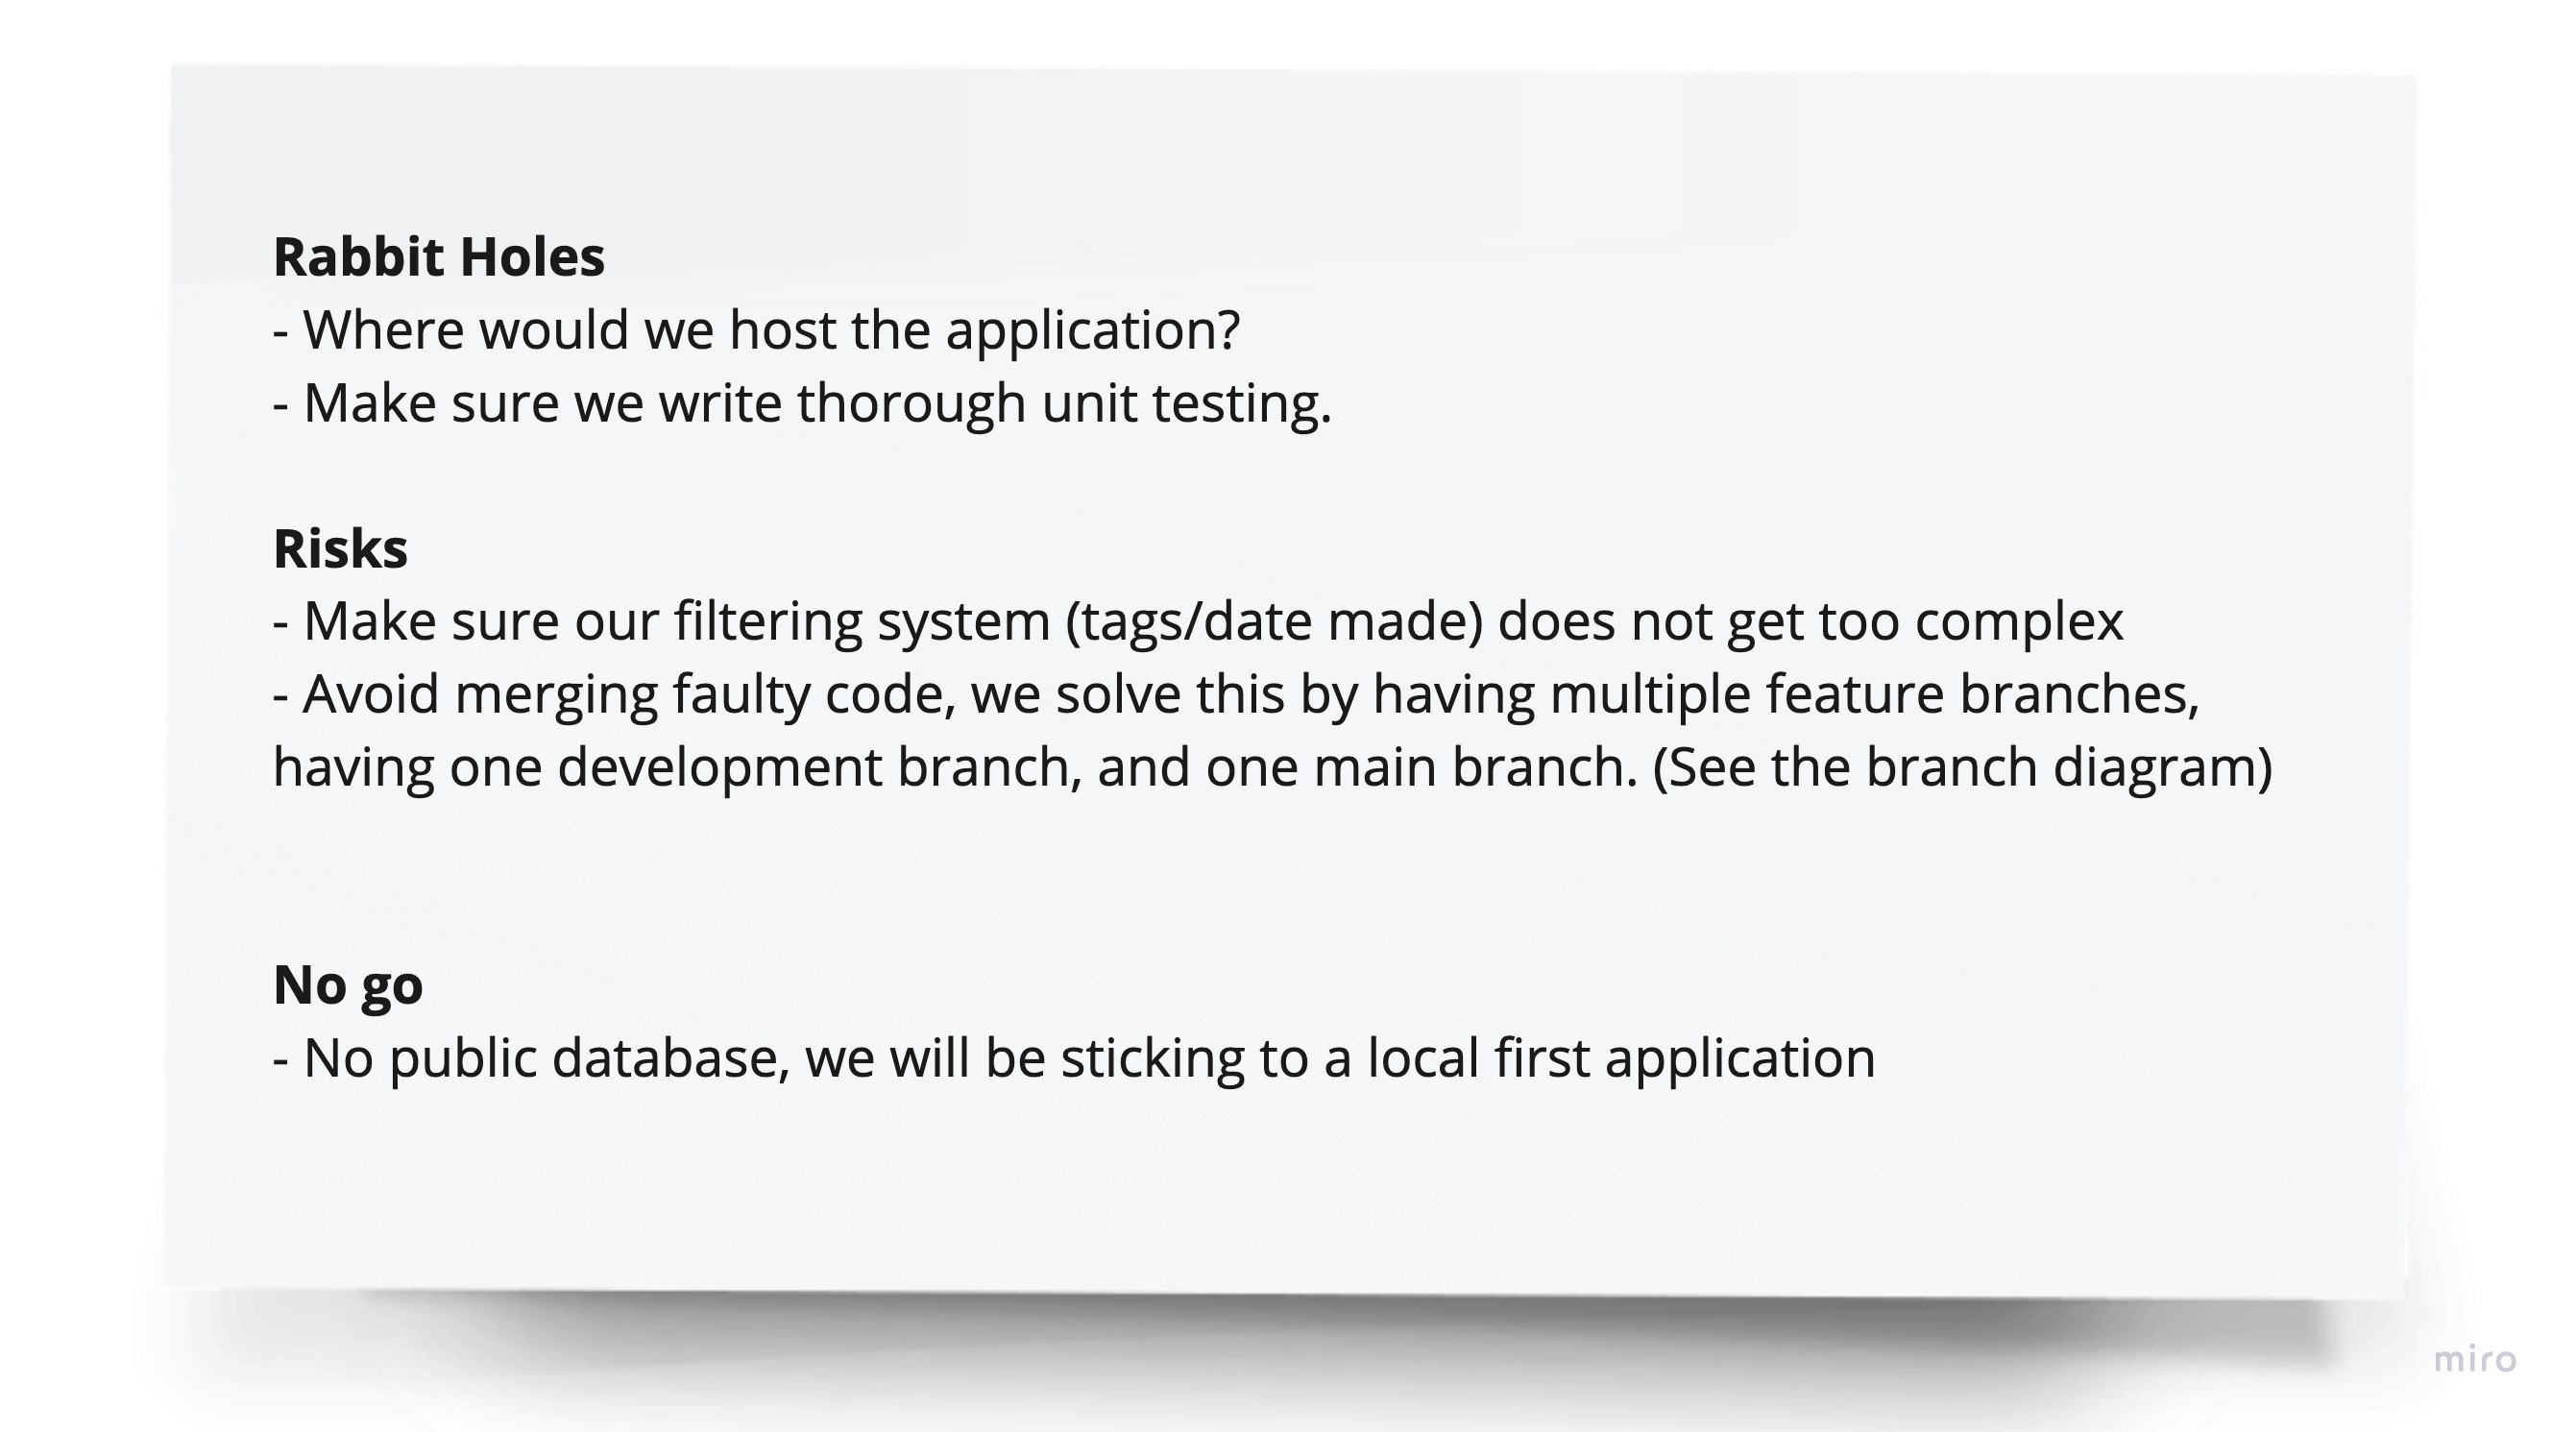 Rabbit Holes
- Where would we host the application?
- Make sure we write thorough unit testing.
Risks
- Make sure our filtering system (tags/date made) does not get too complex
- Avoid merging faulty code, we solve this by having multiple feature branches,
having one development branch, and one main branch. (See the branch diagram)
No go
- No public database, we will be sticking to a local first application
miro